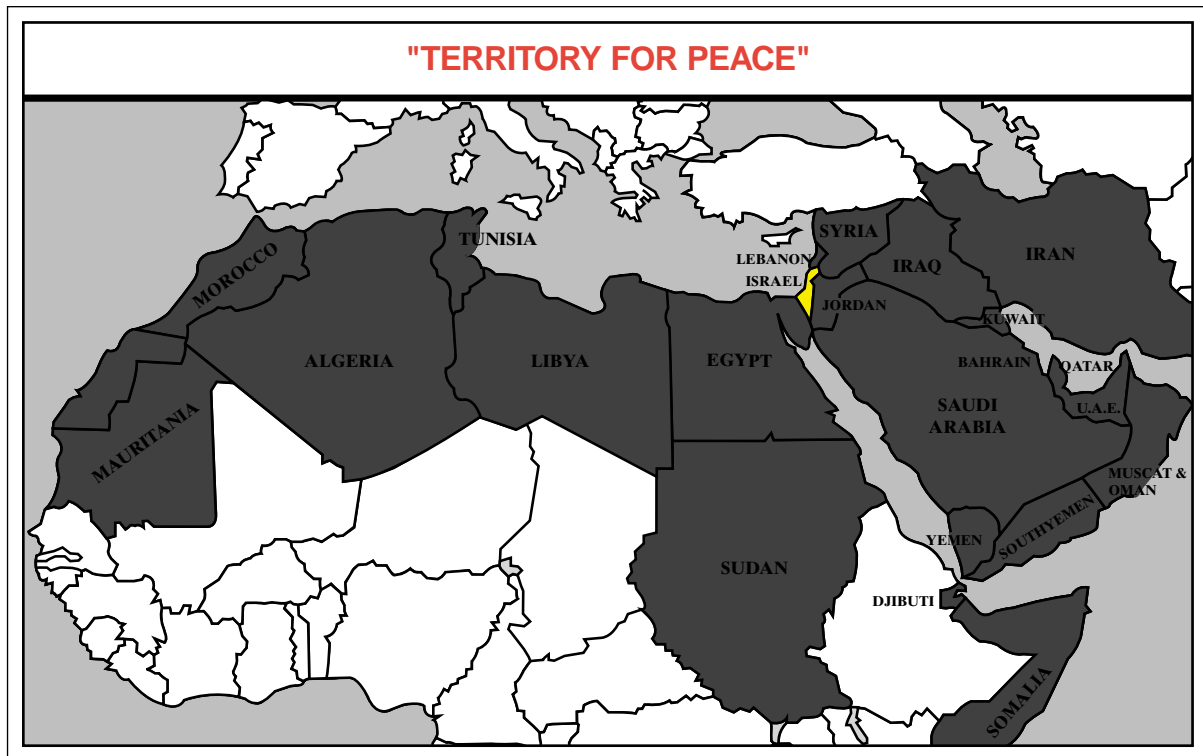 "TERRITORY FOR PEACE"
TUNISIA
MOROCCO
SYRIA
LEBANON
ISRAEL
IRAQ
IRAN
JORDAN
KUWAIT
ALGERIA
LIBYA
EGYPT
BAHRAIN
QATAR
U.A.E.
SAUDI
ARABIA
MAURITANIA
MUSCAT &
OMAN
SOUTHYEMEN
YEMEN
SUDAN
DJIBUTI
SOMALIA